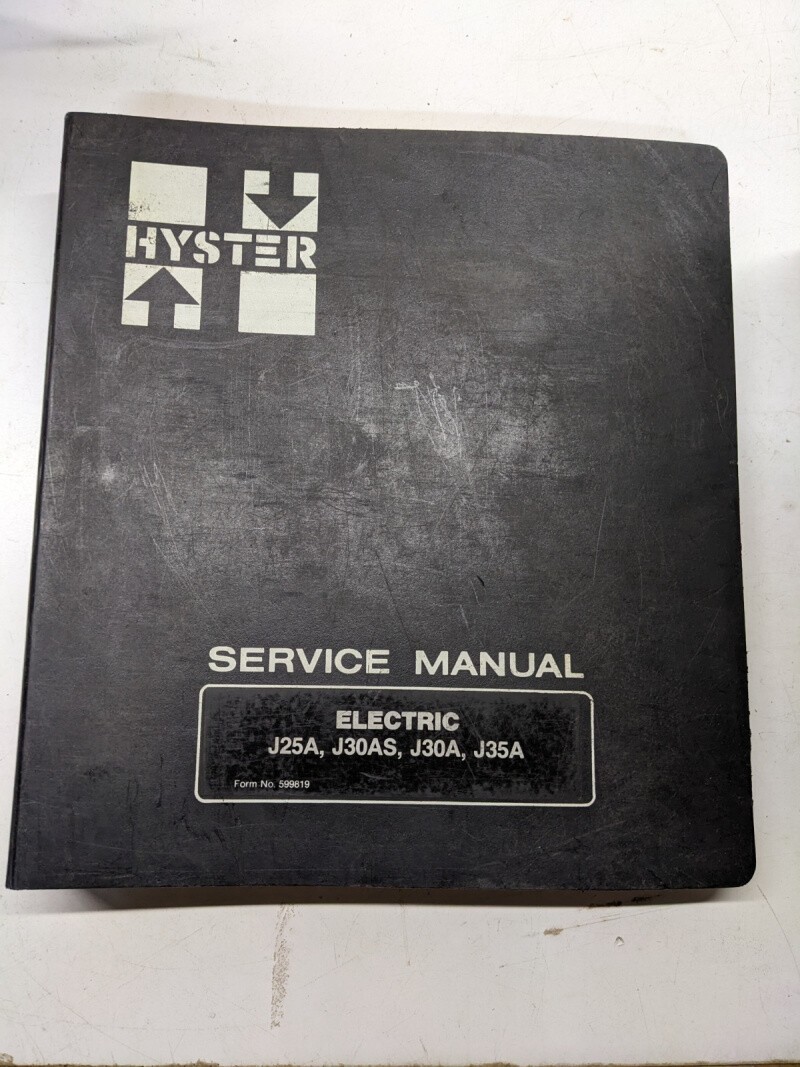 HYSTER
SERVICE MANUAL
ELECTRIC
J25A, J30AS, J30A, J35A
Form No. 599819